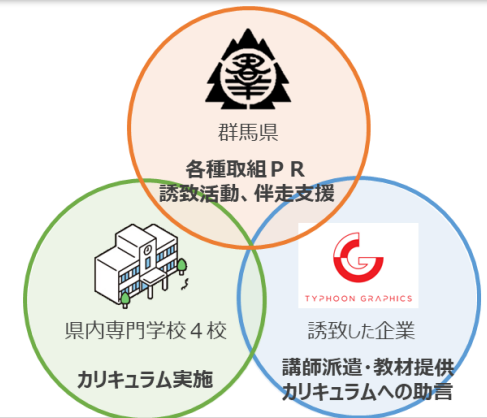 群馬県
各種取組ＰＲ
誘致活動、伴走支援
県内専門学校４校
カリキュラム実施
TYPHOON GRAPHICS
誘致した企業
講師派遣・教材提供
カリキュラムへの助言